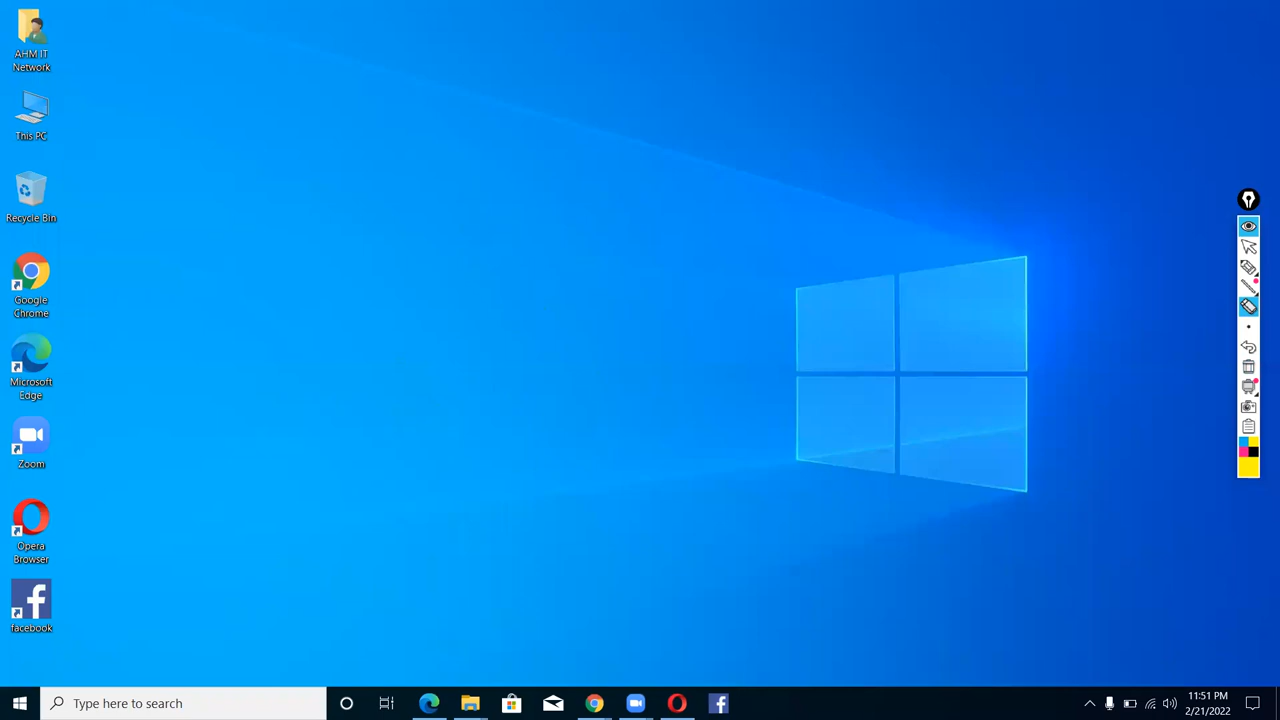 AHM IT
Network
This PC
Recycle Bin
Google
Chrome
Microsoft
Edge
Zoom
Opera
Browser
facebook
Type here to search
11:51 PM
2/21/2022